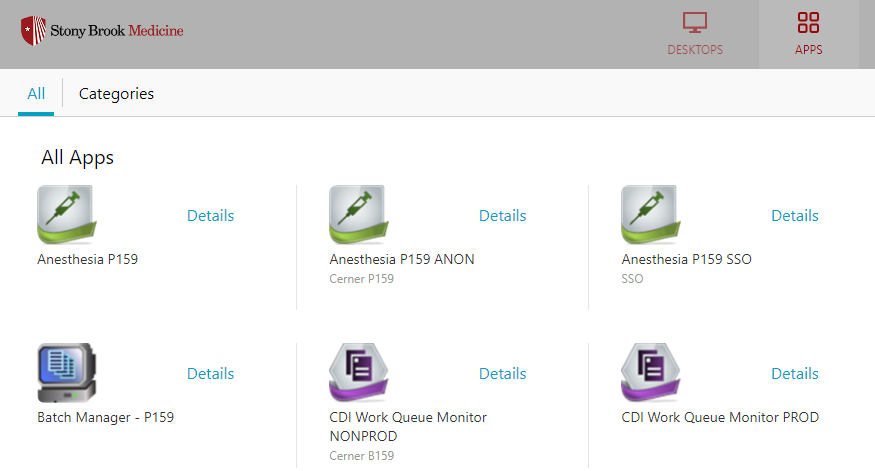 Stony Brook Medicine
DESKTOPS
APPS
All
Categories
All Apps
Details
Details
Details
Anesthesia P159
Anesthesia P159 ANON
Anesthesia P159 SSO
Cerner P159
SSO
Details
Details
Details
Batch Manager - P159
CDI Work Queue Monitor
NONPROD
CDI Work Queue Monitor PROD
Cerner B159